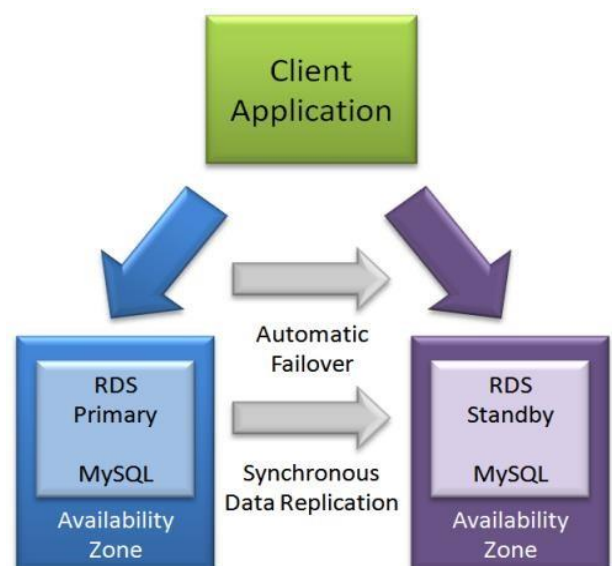 Client
Application
Automatic
Failover
RDS
Primary
MySQL
Availability
Zone
Synchronous
Data Replication
RDS
Standby
MySQL
Availability
Zone